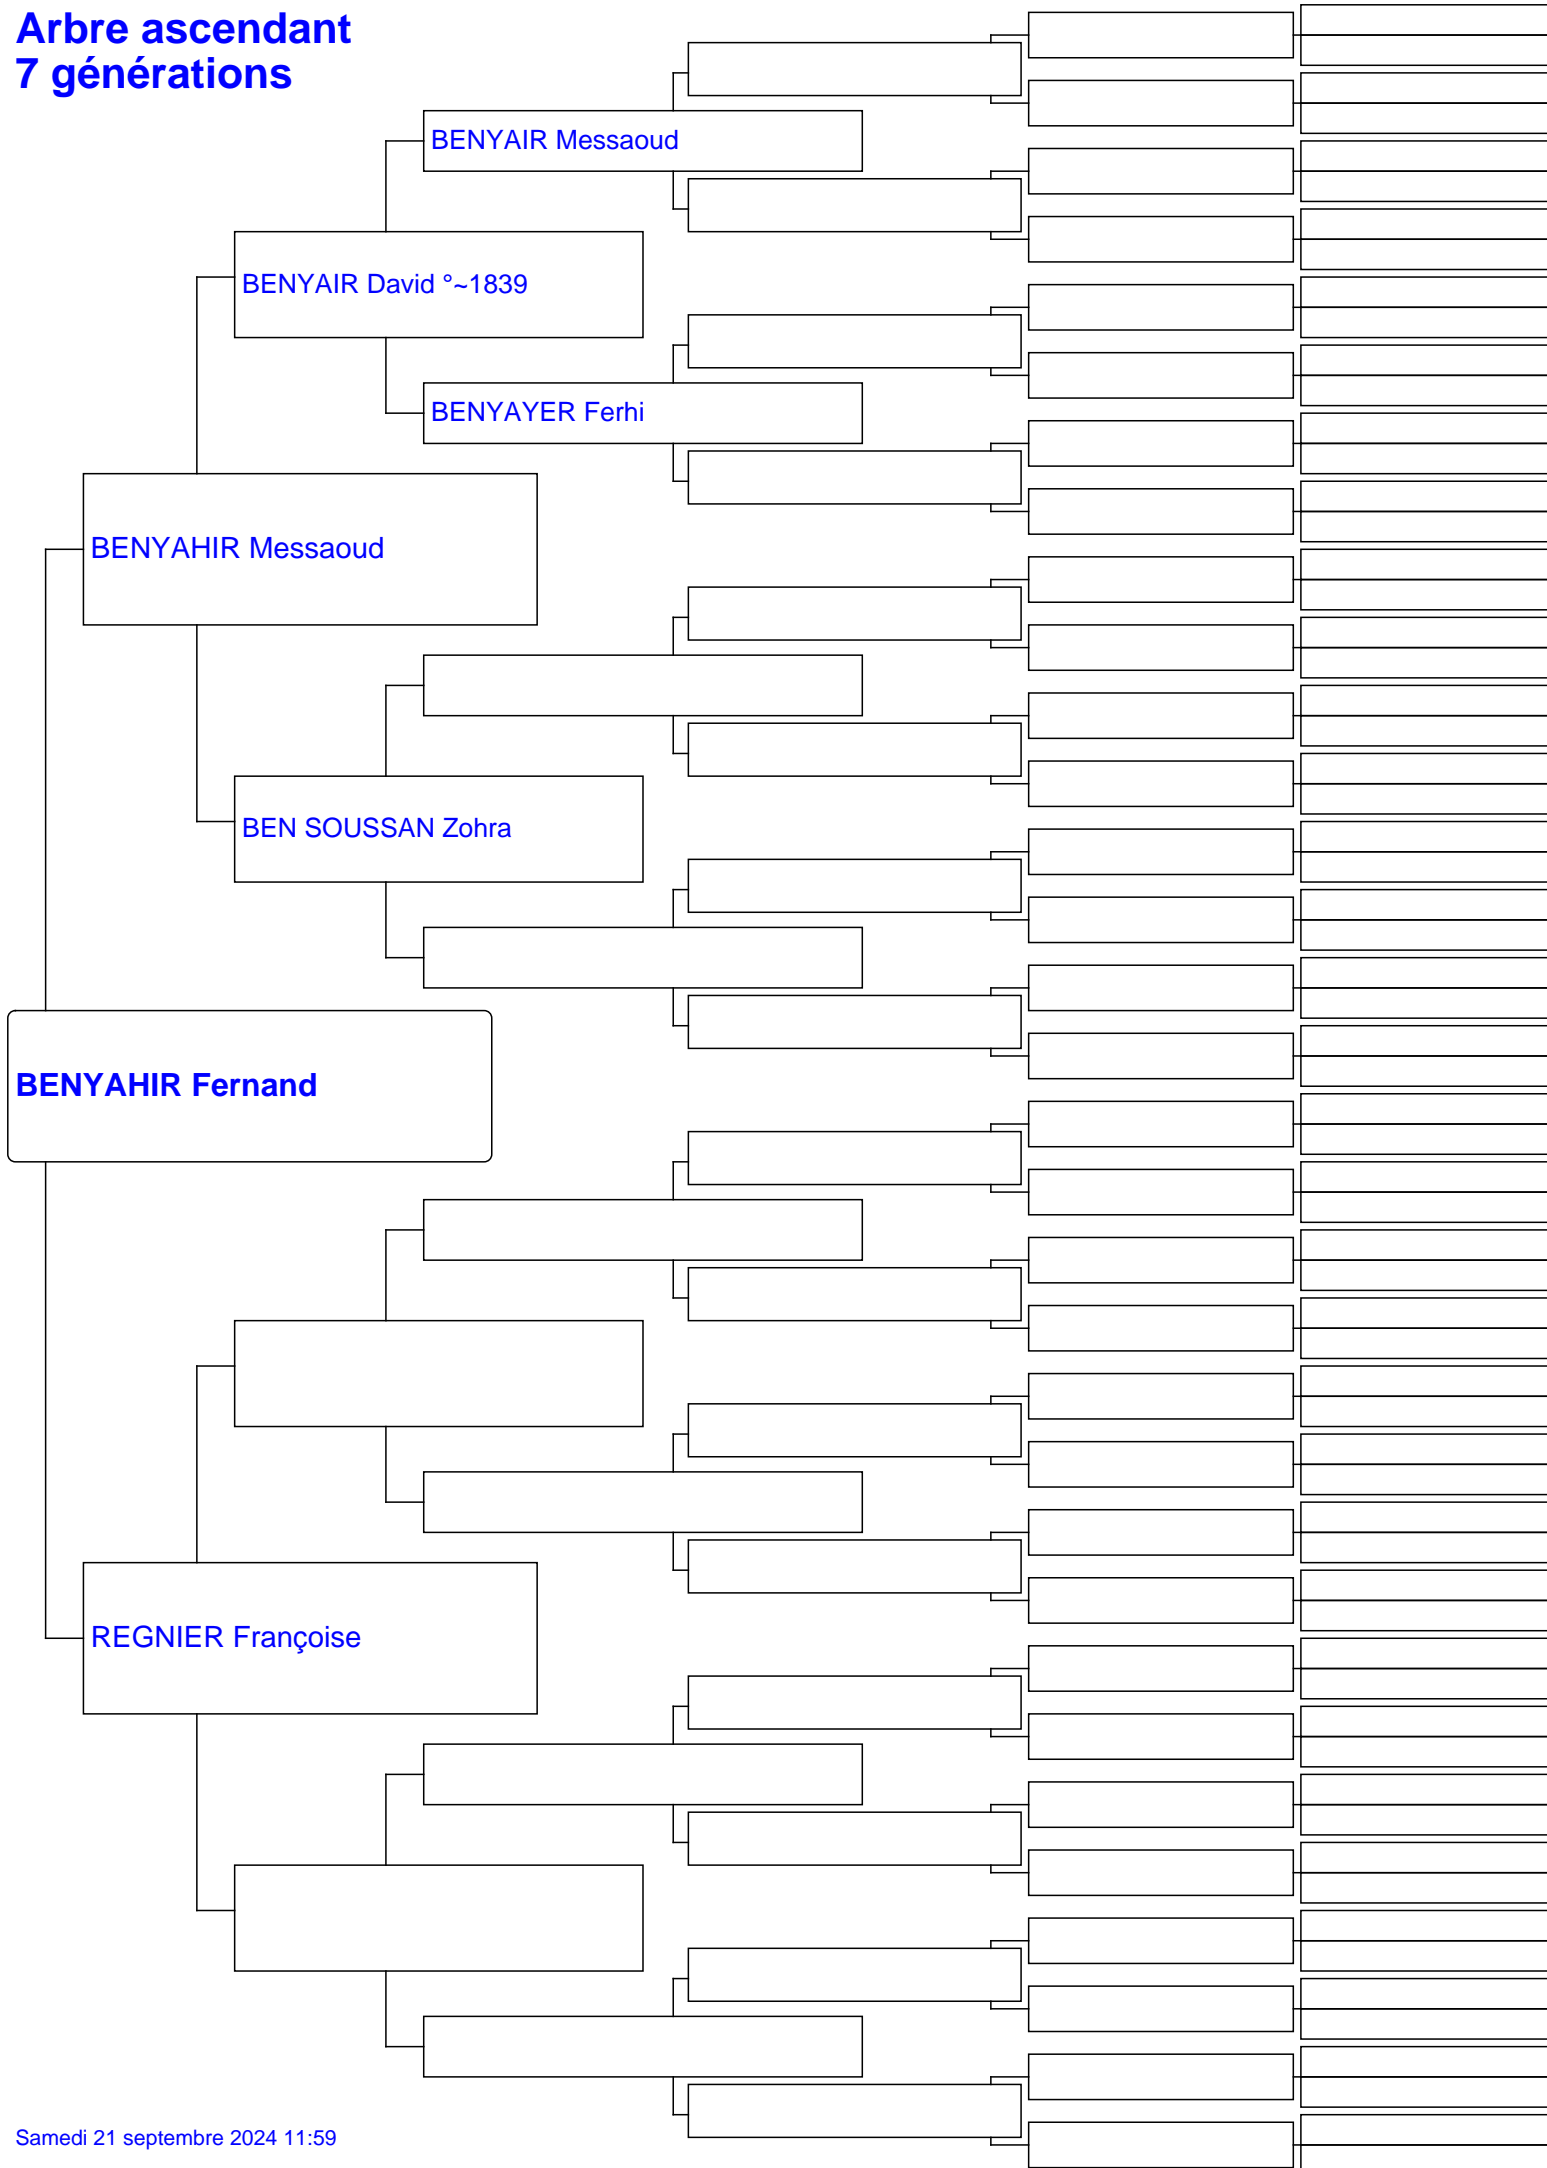 Arbre ascendant
7 générations
BENYAIR Messaoud
BENYAIR David °~1839
BENYAYER Ferhi
BENYAHIR Messaoud
BEN SOUSSAN Zohra
BENYAHIR Fernand
REGNIER Françoise
Samedi 21 septembre 2024 11:59